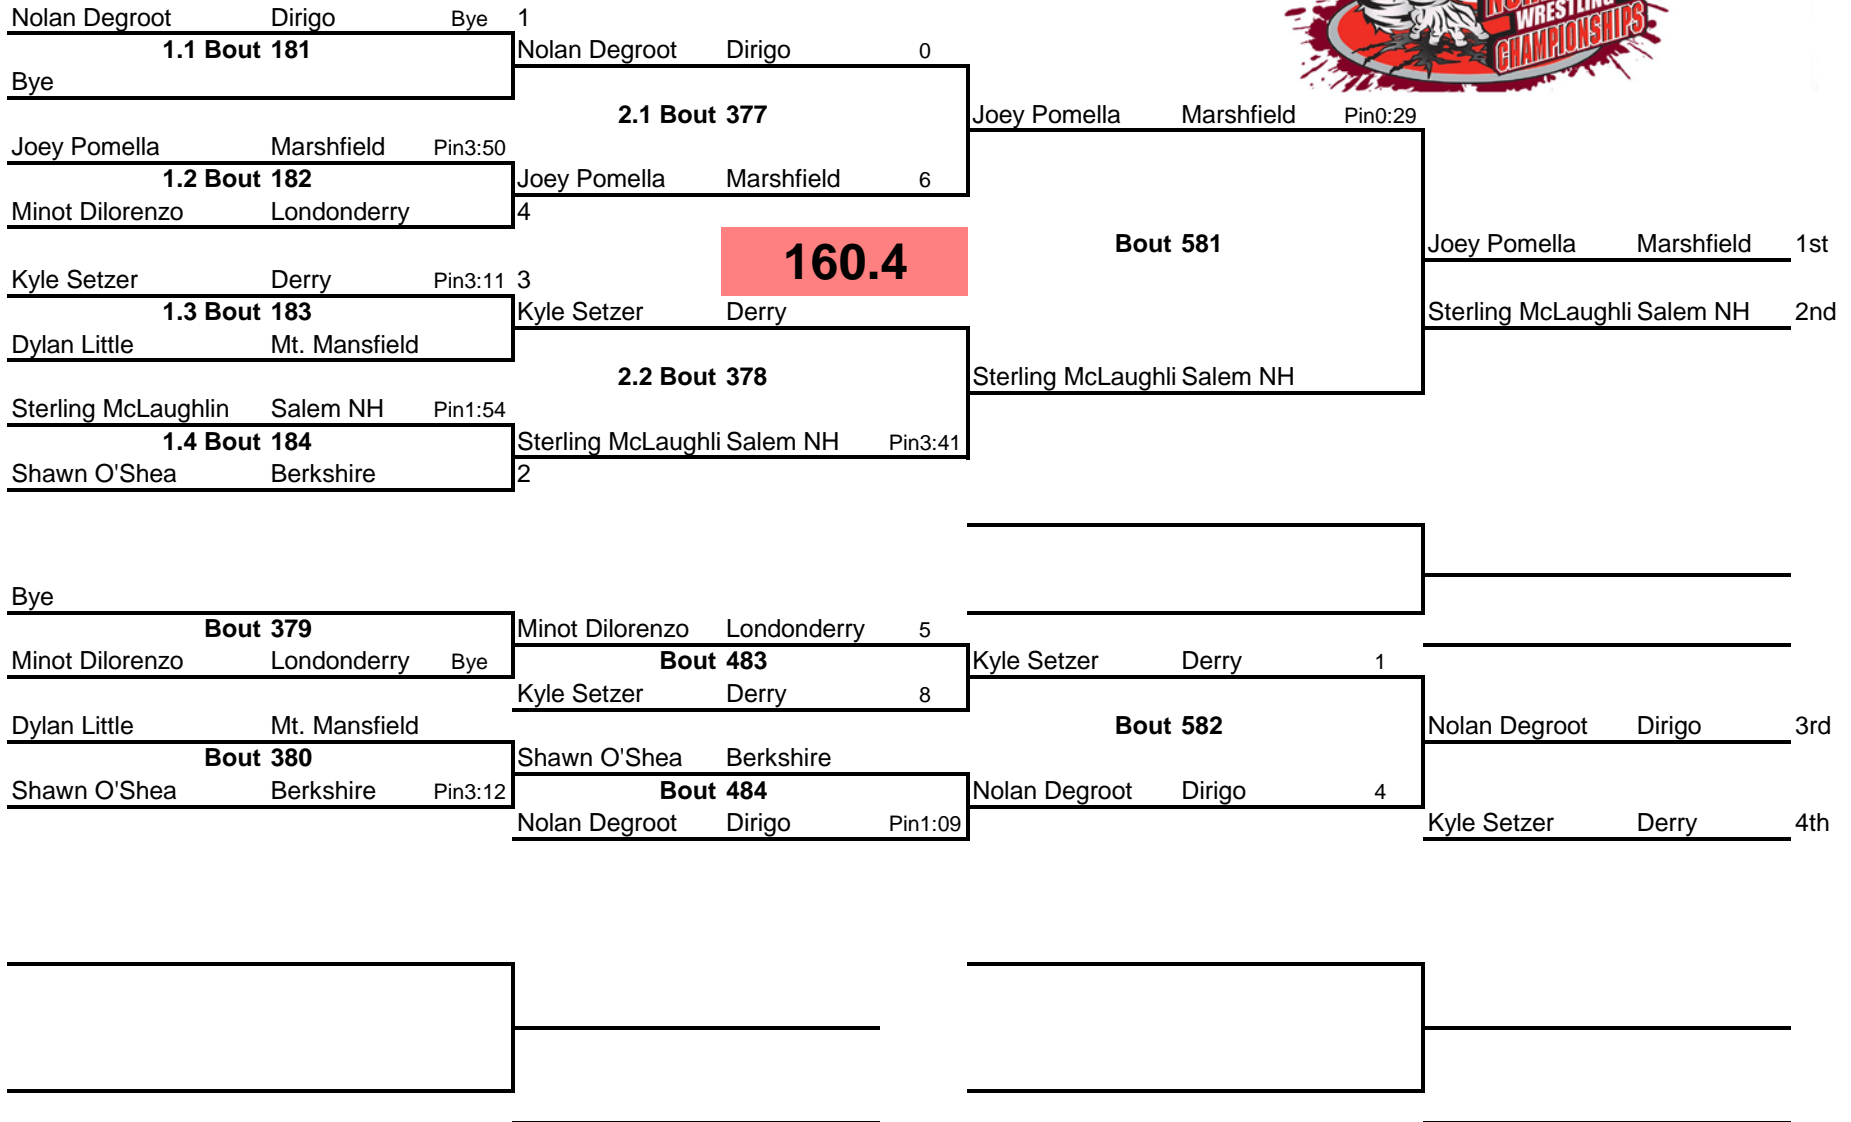 Nolan Degroot Dirigo Bye 1
1.1 Bout 181
Nolan Degroot Dirigo 0
Bye
WRESTLING
CHAMPIONSHIPS
2.1 Bout 377
Joey Pomella Marshfield Pin0:29
Joey Pomella Marshfield Pin3:50
1.2 Bout 182
Joey Pomella Marshfield 6
Minot Dilorenzo Londonderry 4
160.4
Bout 581
Joey Pomella Marshfield 1st
Kyle Setzer Derry Pin3:11 3
1.3 Bout 183
Kyle Setzer Derry
Sterling McLaughli Salem NH 2nd
Dylan Little Mt. Mansfield
2.2 Bout 378
Sterling McLaughli Salem NH
Sterling McLaughlin Salem NH Pin1:54
1.4 Bout 184
Sterling McLaughli Salem NH Pin3:41
Shawn O'Shea Berkshire 2
Bye
Bout 379
Minot Dilorenzo Londonderry 5
Minot Dilorenzo Londonderry Bye
Bout 483
Kyle Setzer Derry 1
Kyle Setzer Derry 8
Dylan Little Mt. Mansfield
Bout 582
Nolan Degroot Dirigo 3rd
Bout 380
Shawn O'Shea Berkshire
Shawn O'Shea Berkshire Pin3:12
Bout 484
Nolan Degroot Dirigo 4
Nolan Degroot Dirigo Pin1:09
Kyle Setzer Derry 4th